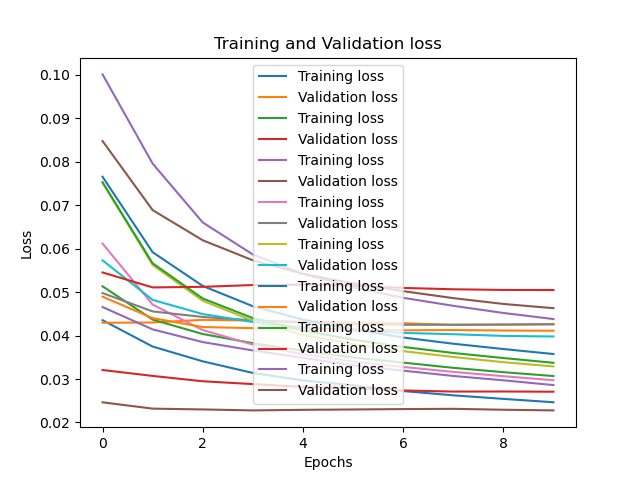 Training and Validation loss
0.10
0.09
0.08
0.07
0.06
0.05
0.04
0.03
0.02
Loss
Training loss
Validation loss
Training loss
Validation loss
Training loss
Validation loss
Training loss
Validation loss
Training loss
Validation loss
Training loss
Validation loss
Training loss
Validation loss
Training loss
Validation loss
0 2 4 6 8
Epochs